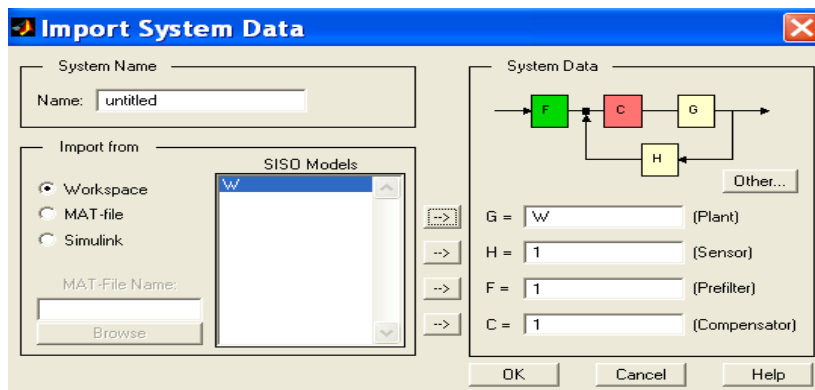 Import System Data
System Name
Name: untitled
Import from
Workspace
MAT-file
Simulink
MAT-File Name:
Browse
SISO Models
W
-->
-->
-->
-->
System Data
F
C
G
H
Other...
G = W (Plant)
H = 1 (Sensor)
F = 1 (Prefilter)
C = 1 (Compensator)
OK Cancel Help